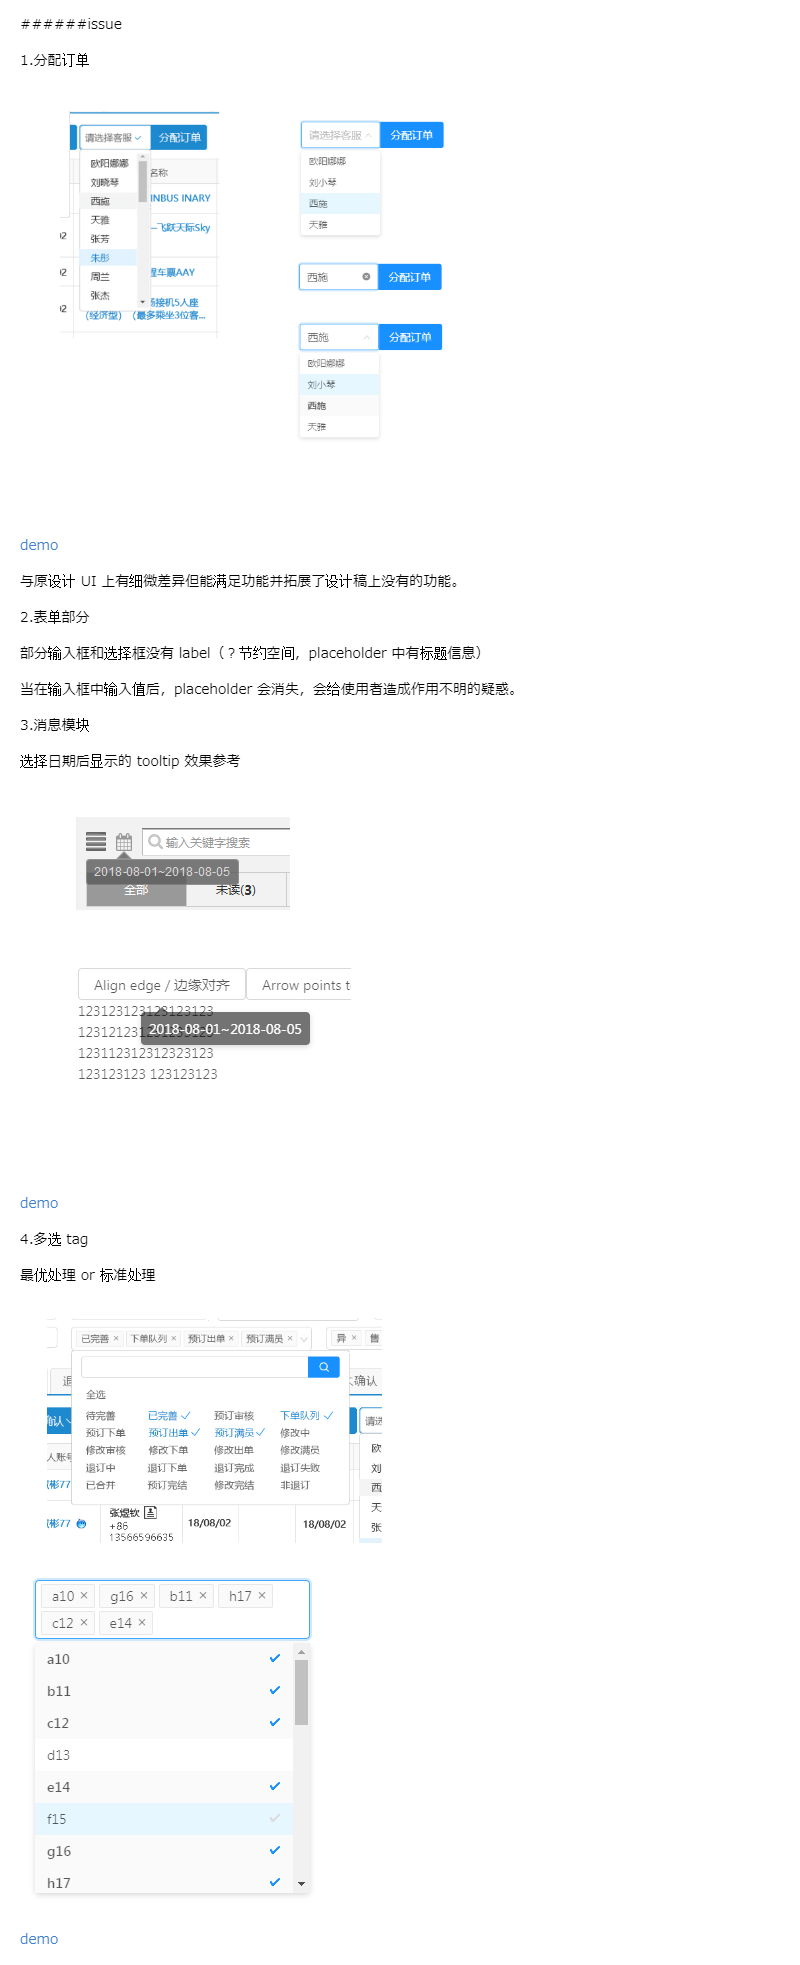 ######issue
1.分配订单
请选择客服 分配订单
欧阳娜娜 名称
刘晓琴
西施 INBUS INARY
天雅
张芳 —飞跃天际Sky
朱彤
周兰 程车票AAY
张杰 场接机5人座
（经济型）（最多乘坐3位客...
请选择客服 分配订单
欧阳娜娜
刘小琴
西施
天雅
西施 分配订单
西施 分配订单
欧阳娜娜
刘小琴
西施
天雅
demo
与原设计 UI 上有细微差异但能满足功能并拓展了设计稿上没有的功能。
2.表单部分
部分输入框和选择框没有 label（？节约空间，placeholder 中有标题信息）
当在输入框中输入值后，placeholder 会消失，会给使用者造成作用不明的疑惑。
3.消息模块
选择日期后显示的 tooltip 效果参考
输入关键字搜索
2018-08-01~2018-08-05
全部 未读(3)
Align edge / 边缘对齐 Arrow points t
123123123123123123
2018-08-01~2018-08-05
123112312312323123
123123123 123123123
demo
4.多选 tag
最优处理 or 标准处理
已完善 × 下单队列 × 预订出单 × 预订满员 × 异 × 售
全选
待完善 已完善 预订审核 下单队列
预订下单 预订出单 预订满员 修改中
修改审核 修改下单 修改出单 修改满员
退订中 退订下单 退订完成 退订失败
已合并 预订完结 修改完结 非退订
人账号
彬77
张煜钦
彬77 +86 18/08/02 18/08/02
13566596635
a10 × g16 × b11 × h17 ×
c12 × e14 ×
a10
b11
c12
d13
e14
f15
g16
h17
demo